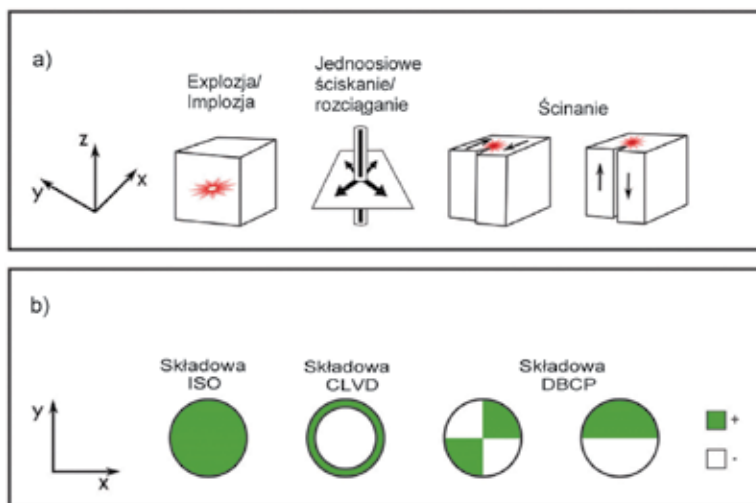 a)
Explozja/
Implozja
Jednoosiowe
ściskanie/
rozciąganie
Ścinanie
z
y
x
b)
Składowa
ISO
Składowa
CLVD
Składowa
DBCP
y
x
+
-